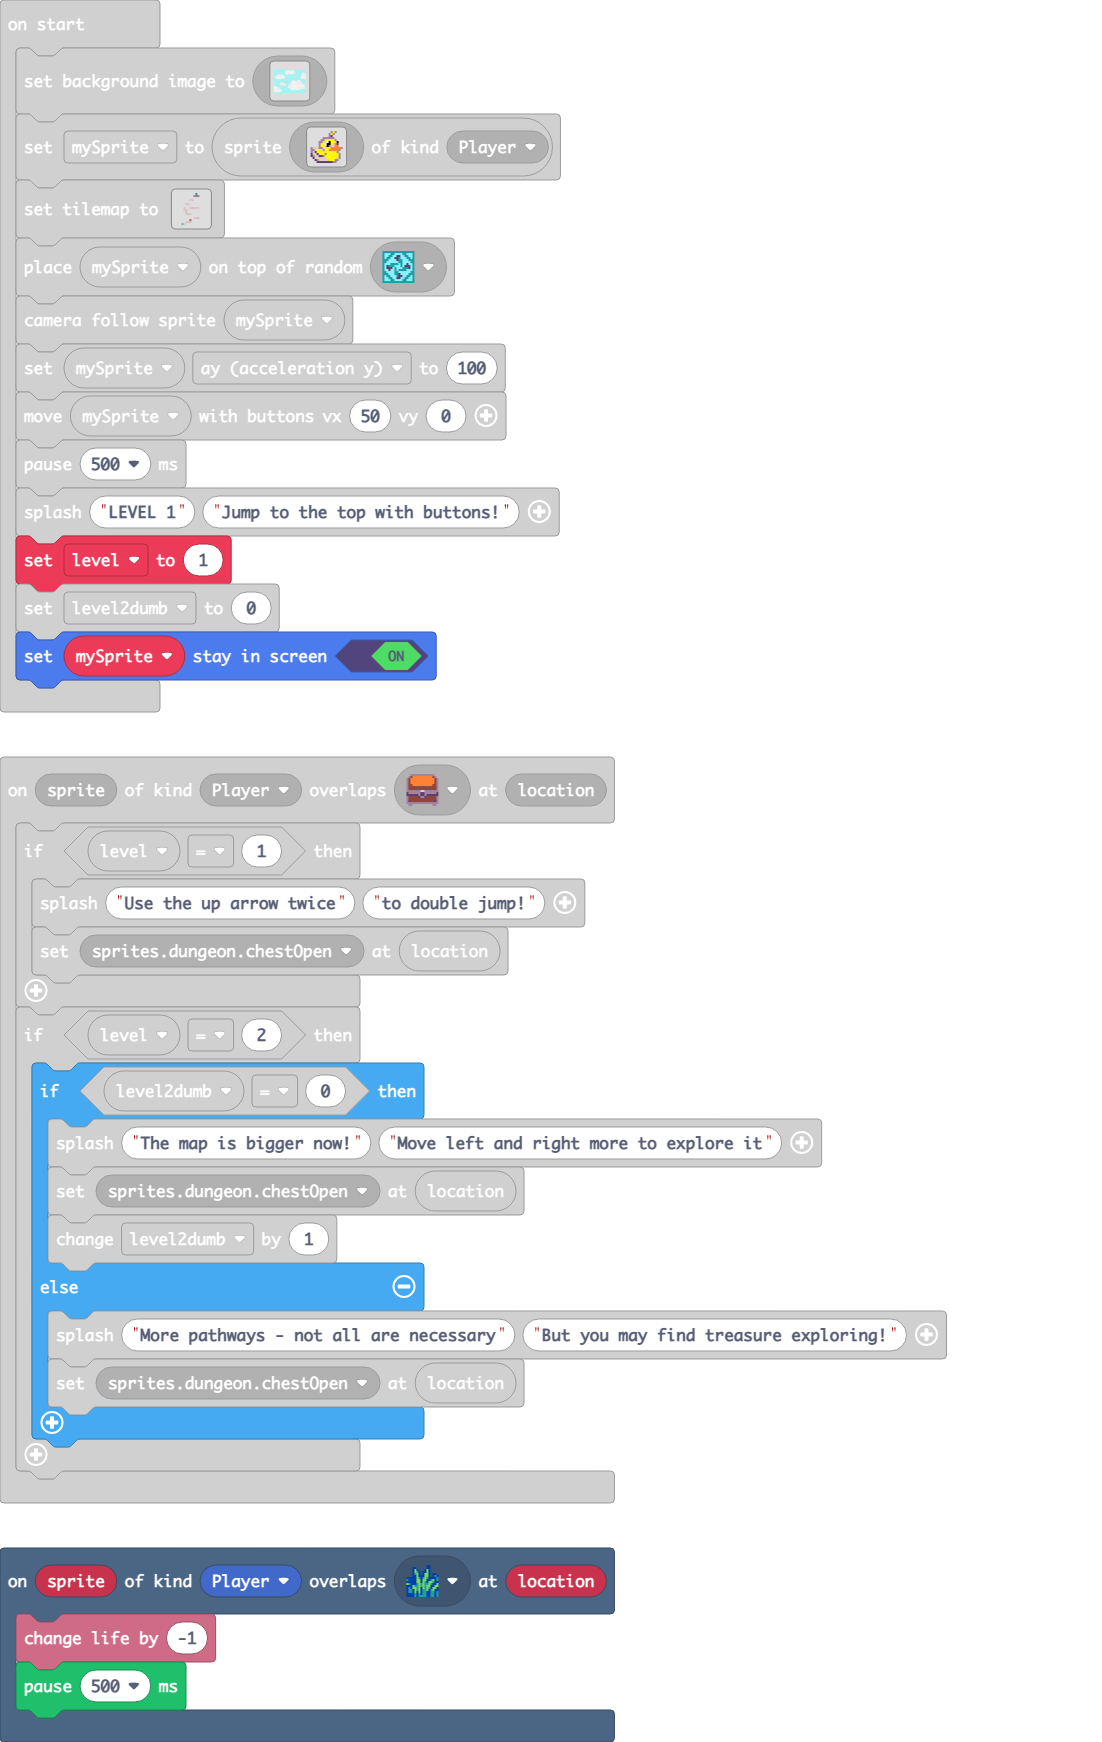 on start
set background image to
set mySprite to sprite of kind Player
set tilemap to
place mySprite on top of random
camera follow sprite mySprite
set mySprite ay (acceleration y) to 100
move mySprite with buttons vx 50 vy 0
pause 500 ms
splash "LEVEL 1" "Jump to the top with buttons!"
set level to 1
set level2dumb to 0
set mySprite stay in screen ON
on sprite of kind Player overlaps at location
if level = 1 then
splash "Use the up arrow twice" "to double jump!"
set sprites.dungeon.chestOpen at location
if level = 2 then
if level2dumb = 0 then
splash "The map is bigger now!" "Move left and right more to explore it"
set sprites.dungeon.chestOpen at location
change level2dumb by 1
else
splash "More pathways - not all are necessary" "But you may find treasure exploring!"
set sprites.dungeon.chestOpen at location
on sprite of kind Player overlaps at location
change life by -1
pause 500 ms